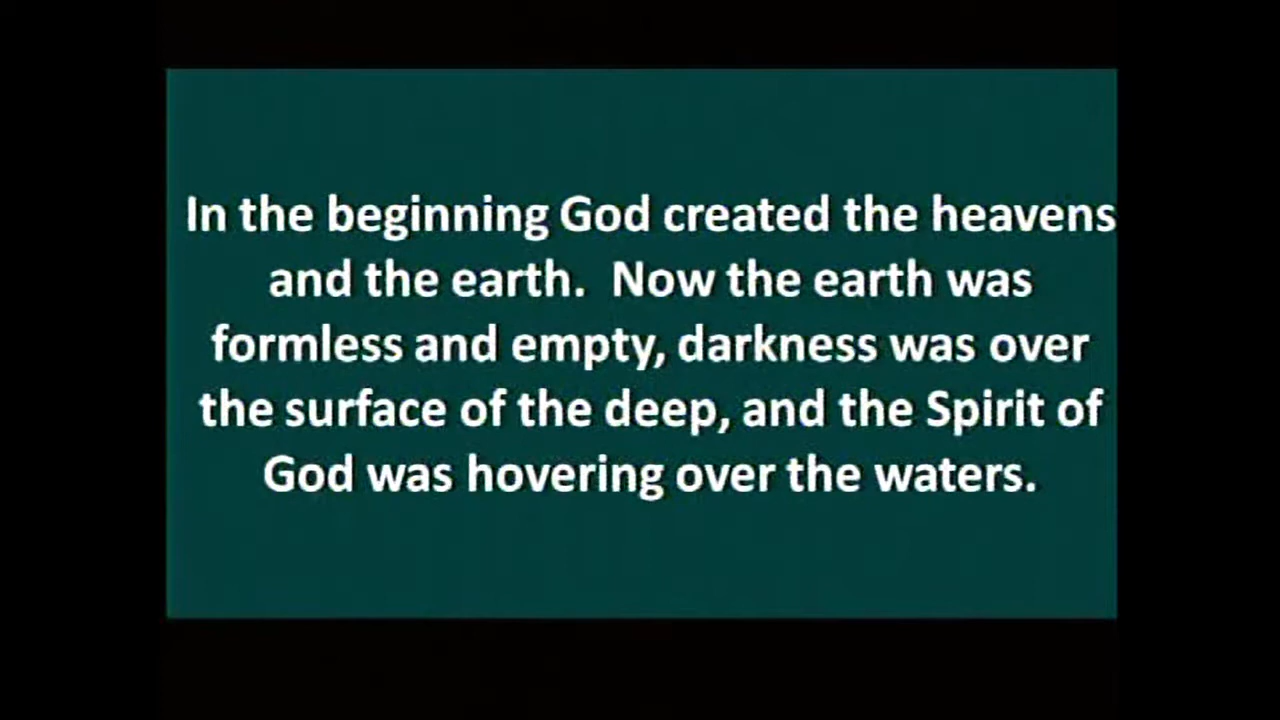 In the beginning God created the heavens
and the earth.  Now the earth was
formless and empty, darkness was over
the surface of the deep, and the Spirit of
God was hovering over the waters.